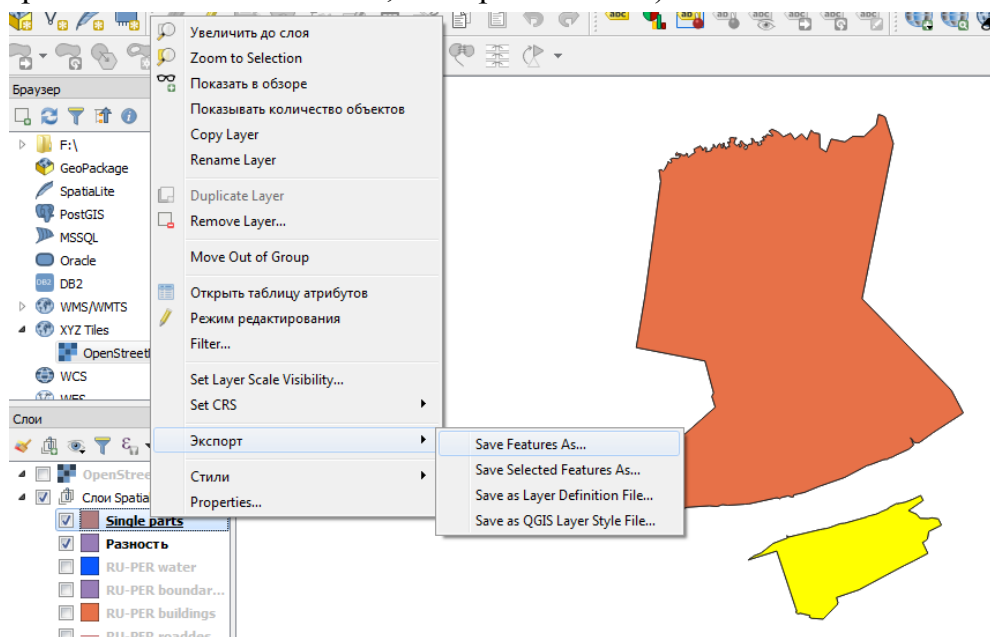 Увеличить до слоя
Zoom to Selection
Показать в обзоре
Показывать количество объектов
Copy Layer
Rename Layer
Duplicate Layer
Remove Layer...
Move Out of Group
Открыть таблицу атрибутов
Режим редактирования
Filter...
Set Layer Scale Visibility...
Set CRS
Экспорт
Стили
Properties...
Save Features As...
Save Selected Features As...
Save as Layer Definition File...
Save as QGIS Layer Style File...
Браузер
F:\
GeoPackage
SpatiaLite
PostGIS
MSSQL
Oracle
DB2
WMS/WMTS
XYZ Tiles
OpenStreet
WCS
Слои
OpenStree
Слои Spatia
Single parts
Разность
RU-PER water
RU-PER boundar...
RU-PER buildings